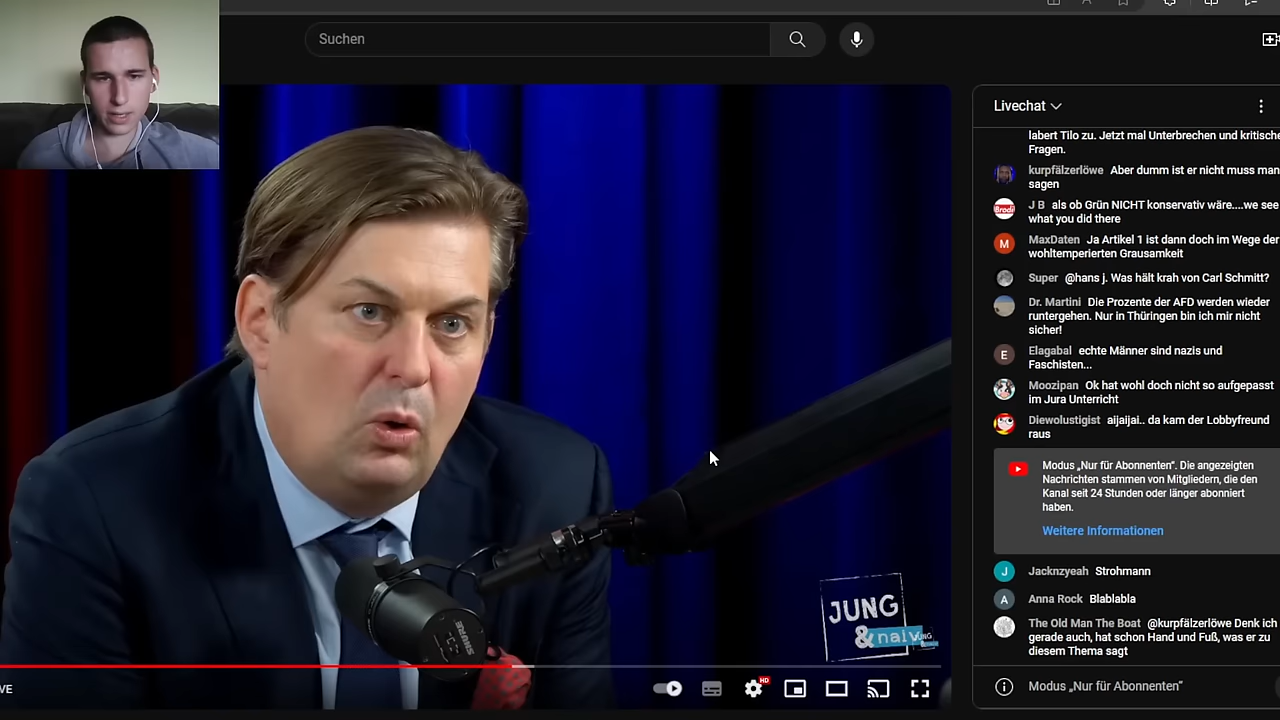 Suchen
Livechat
labert Tilo zu. Jetzt mal Unterbrechen und kritische
Fragen.
kurpfälzerlöwe Aber dumm ist er nicht muss man
sagen
J B als ob Grün NICHT konservativ wäre....we see
what you did there
MaxDaten Ja Artikel 1 ist dann doch im Wege der
wohltemperierten Grausamkeit
Super @hans j. Was hält krah von Carl Schmitt?
Dr. Martini Die Prozente der AFD werden wieder
runtergehen. Nur in Thüringen bin ich mir nicht
sicher!
Elagabal echte Männer sind nazis und
Faschisten...
Moozipan Ok hat wohl doch nicht so aufgepasst
im Jura Unterricht
Diewolustigist aijaijai.. da kam der Lobbyfreund
raus
Modus „Nur für Abonnenten“. Die angezeigten
Nachrichten stammen von Mitgliedern, die den
Kanal seit 24 Stunden oder länger abonniert
haben.
Weitere Informationen
Jacknzyeah Strohmann
Anna Rock Blablabla
The Old Man The Boat @kurpfälzerlöwe Denk ich
gerade auch, hat schon Hand und Fuß, was er zu
diesem Thema sagt
Modus „Nur für Abonnenten“
M
E
J
A
JUNG
& naiv
SHURE
VE
HD